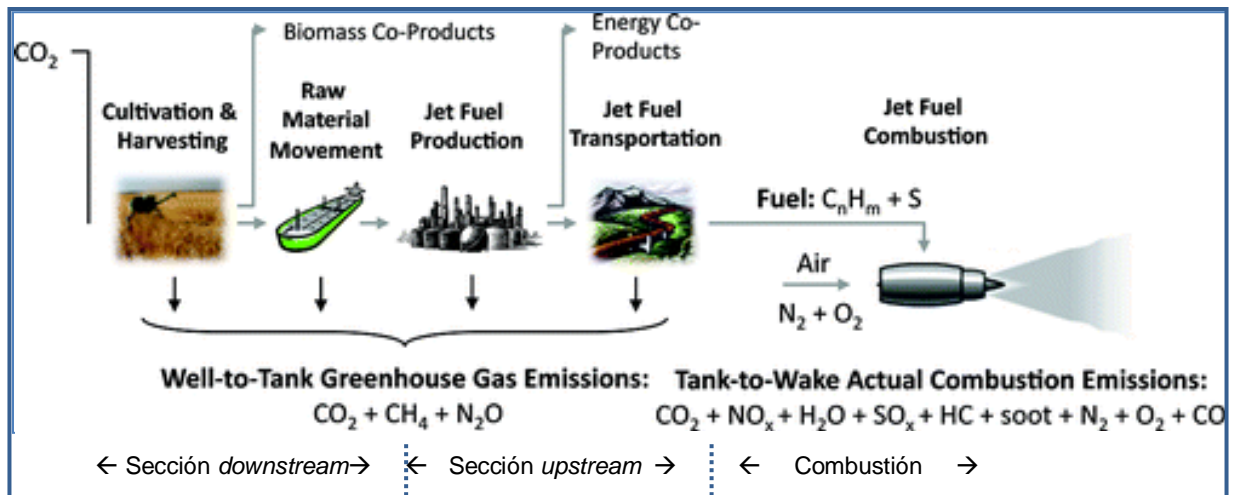 CO₂
Biomass Co-Products
Energy Co-
Products
Cultivation &
Harvesting
Raw
Material
Movement
Jet Fuel
Production
Jet Fuel
Transportation
Jet Fuel
Combustion
Fuel: CₙHₘ + S
Air
N₂ + O₂
Well-to-Tank Greenhouse Gas Emissions:
CO₂ + CH₄ + N₂O
Tank-to-Wake Actual Combustion Emissions:
CO₂ + NOₓ + H₂O + SOₓ + HC + soot + N₂ + O₂ + CO
← Sección downstream→
← Sección upstream →
← Combustión →